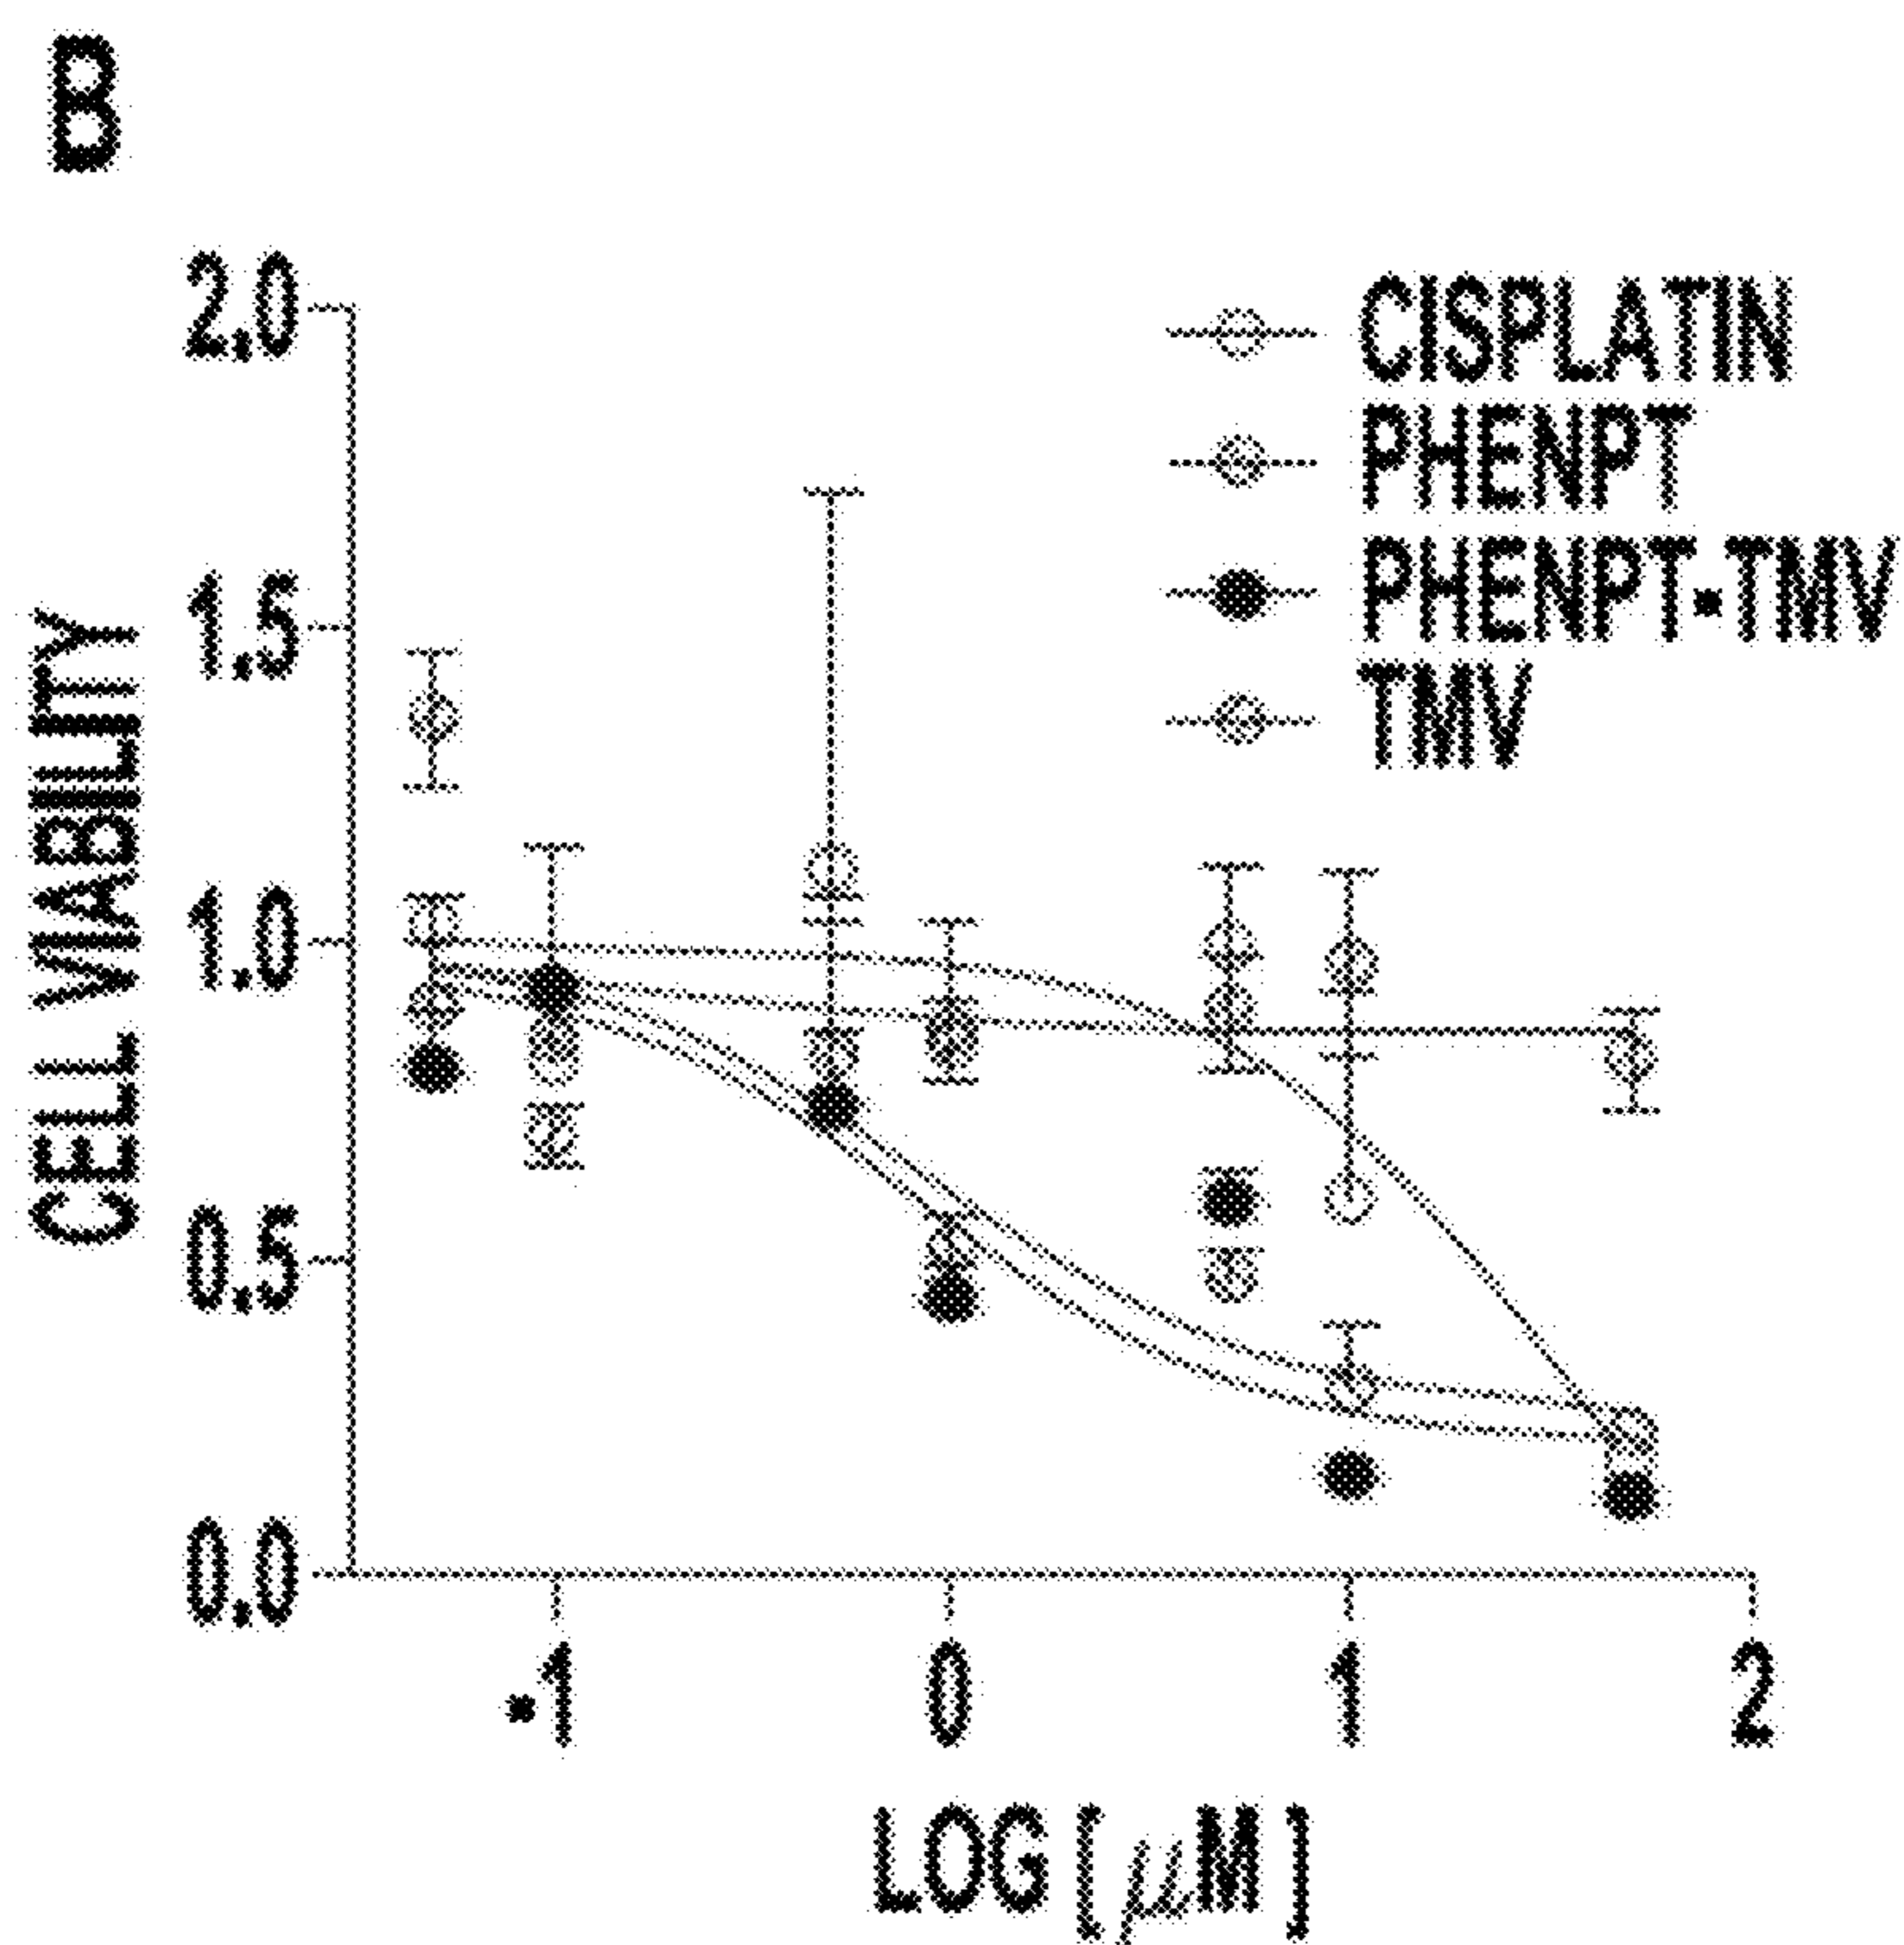 B
CELL VIABILITY
2.0
1.5
1.0
0.5
0.0
CISPLATIN
PHENPT
PHENPT-TMV
TMV
-1
0
1
2
LOG [μM]